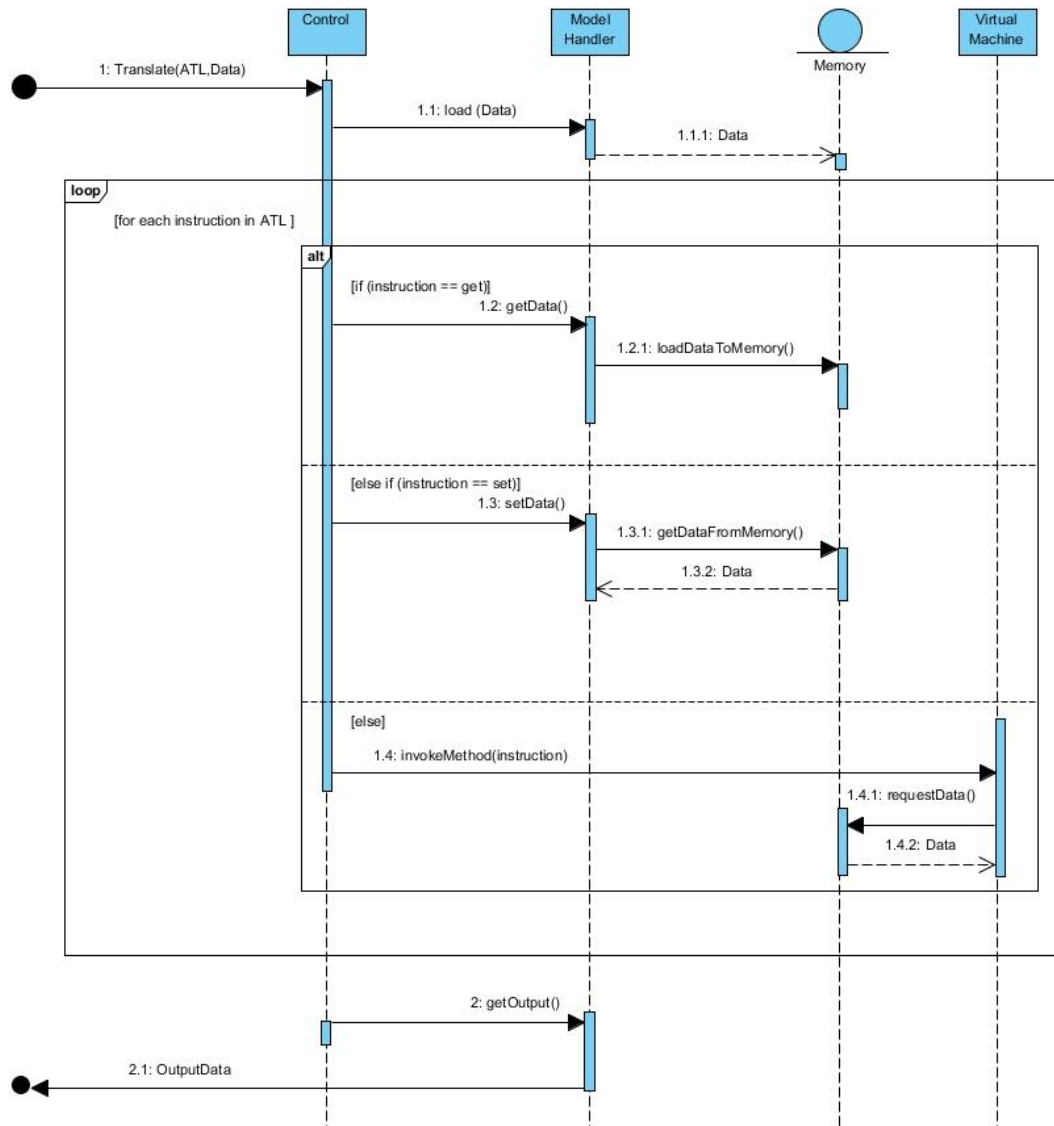 Control
Model
Handler
Memory
Virtual
Machine
1: Translate(ATL,Data)
1.1: load (Data)
1.1.1: Data
loop
[for each instruction in ATL ]
alt
[if (instruction == get)]
1.2: getData()
1.2.1: loadDataToMemory()
[else if (instruction == set)]
1.3: setData()
1.3.1: getDataFromMemory()
1.3.2: Data
[else]
1.4: invokeMethod(instruction)
1.4.1: requestData()
1.4.2: Data
2: getOutput()
2.1: OutputData